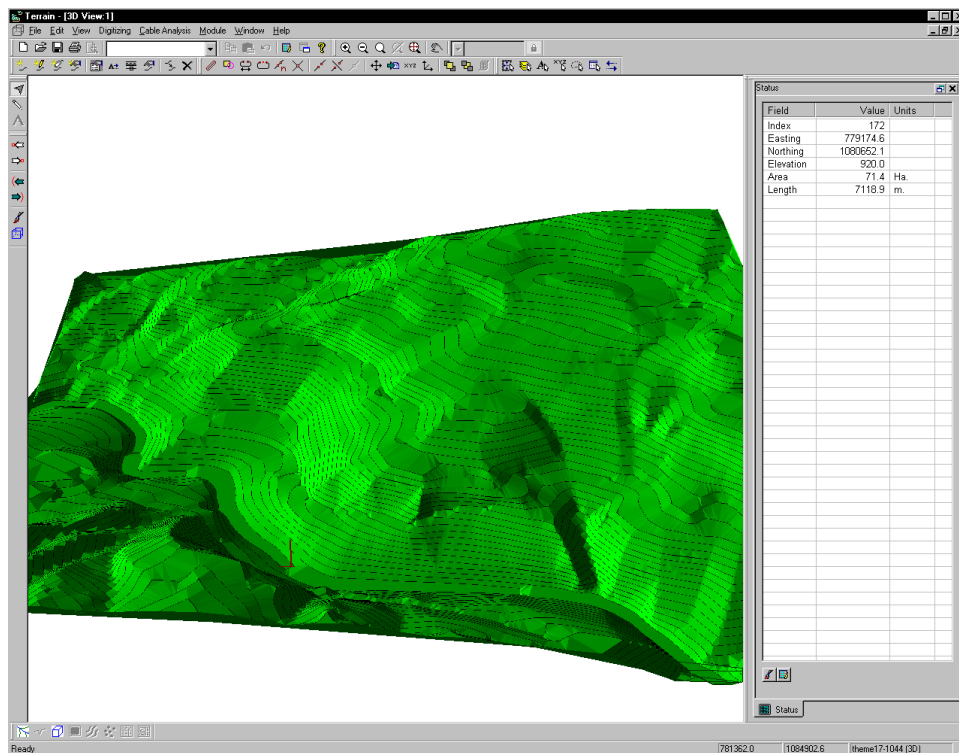 Terrain - [3D View:1]
File Edit View Digitizing Cable Analysis Module Window Help
XYZ
XYZ
Status
Field Value Units
Index 172
Easting 779174.6
Northing 1080652.1
Elevation 920.0
Area 71.4 Ha.
Length 7118.9 m.
Status
Ready 781362.0 1084902.6 theme17-1044 (3D)